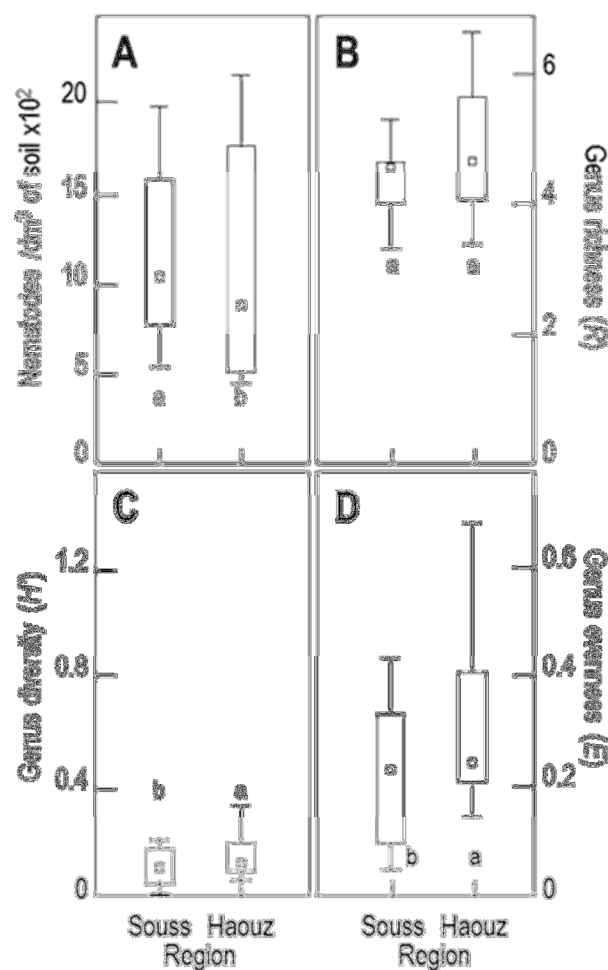 A
B
Nematodes /dm³ of soil x10²
20
15
10
5
0
a
b
a
a
6
4
2
0
Genus richness (R)
C
D
Genus diversity (H')
1.2
0.8
0.4
0
b
a
b
a
0.6
0.4
0.2
0
Genus evenness (E)
Souss Haouz
Region
Souss Haouz
Region